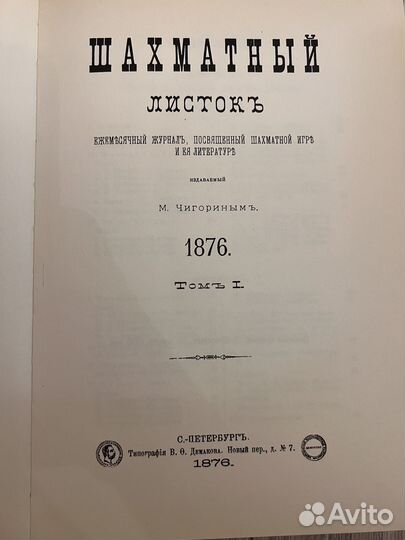 ШАХМАТНЫЙ
ЛИСТОКЪ
ЕЖЕМѢСЯЧНЫЙ ЖУРНАЛЪ, ПОСВЯЩЕННЫЙ ШАХМАТНОЙ ИГРѢ
И ЕЯ ЛИТЕРАТУРѢ
ИЗДАВАЕМЫЙ
М. ЧИГОРИНЫМЪ.
1876.
Томъ I.
С.-ПЕТЕРБУРГЪ.
Типографія В. Ѳ. Демакова. Новый пер., д. № 7.
1876.
Avito